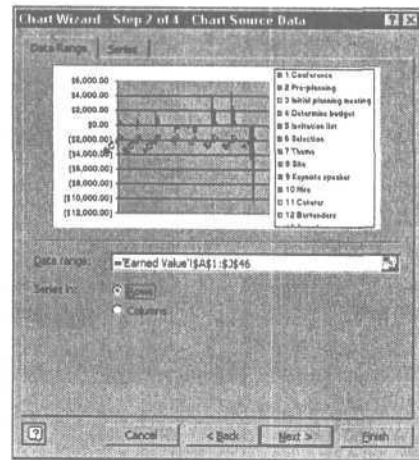 Chart Wizard - Step 2 of 4 - Chart Source Data
Data Range
Series
$6,000.00
$4,000.00
$2,000.00
$0.00
($2,000.00)
($4,000.00)
($6,000.00)
($8,000.00)
($10,000.00)
($12,000.00)
1 Conference
2 Pre-planning
3 Initial planning meeting
4 Determine budget
5 Invitation list
6 Selection
7 Theme
8 Site
9 Keynote speaker
10 Hire
11 Caterer
12 Bartenders
Data range: ='Earned Value'!$A$1:$J$46
Series in: Rows
Columns
Cancel
< Back
Next >
Finish